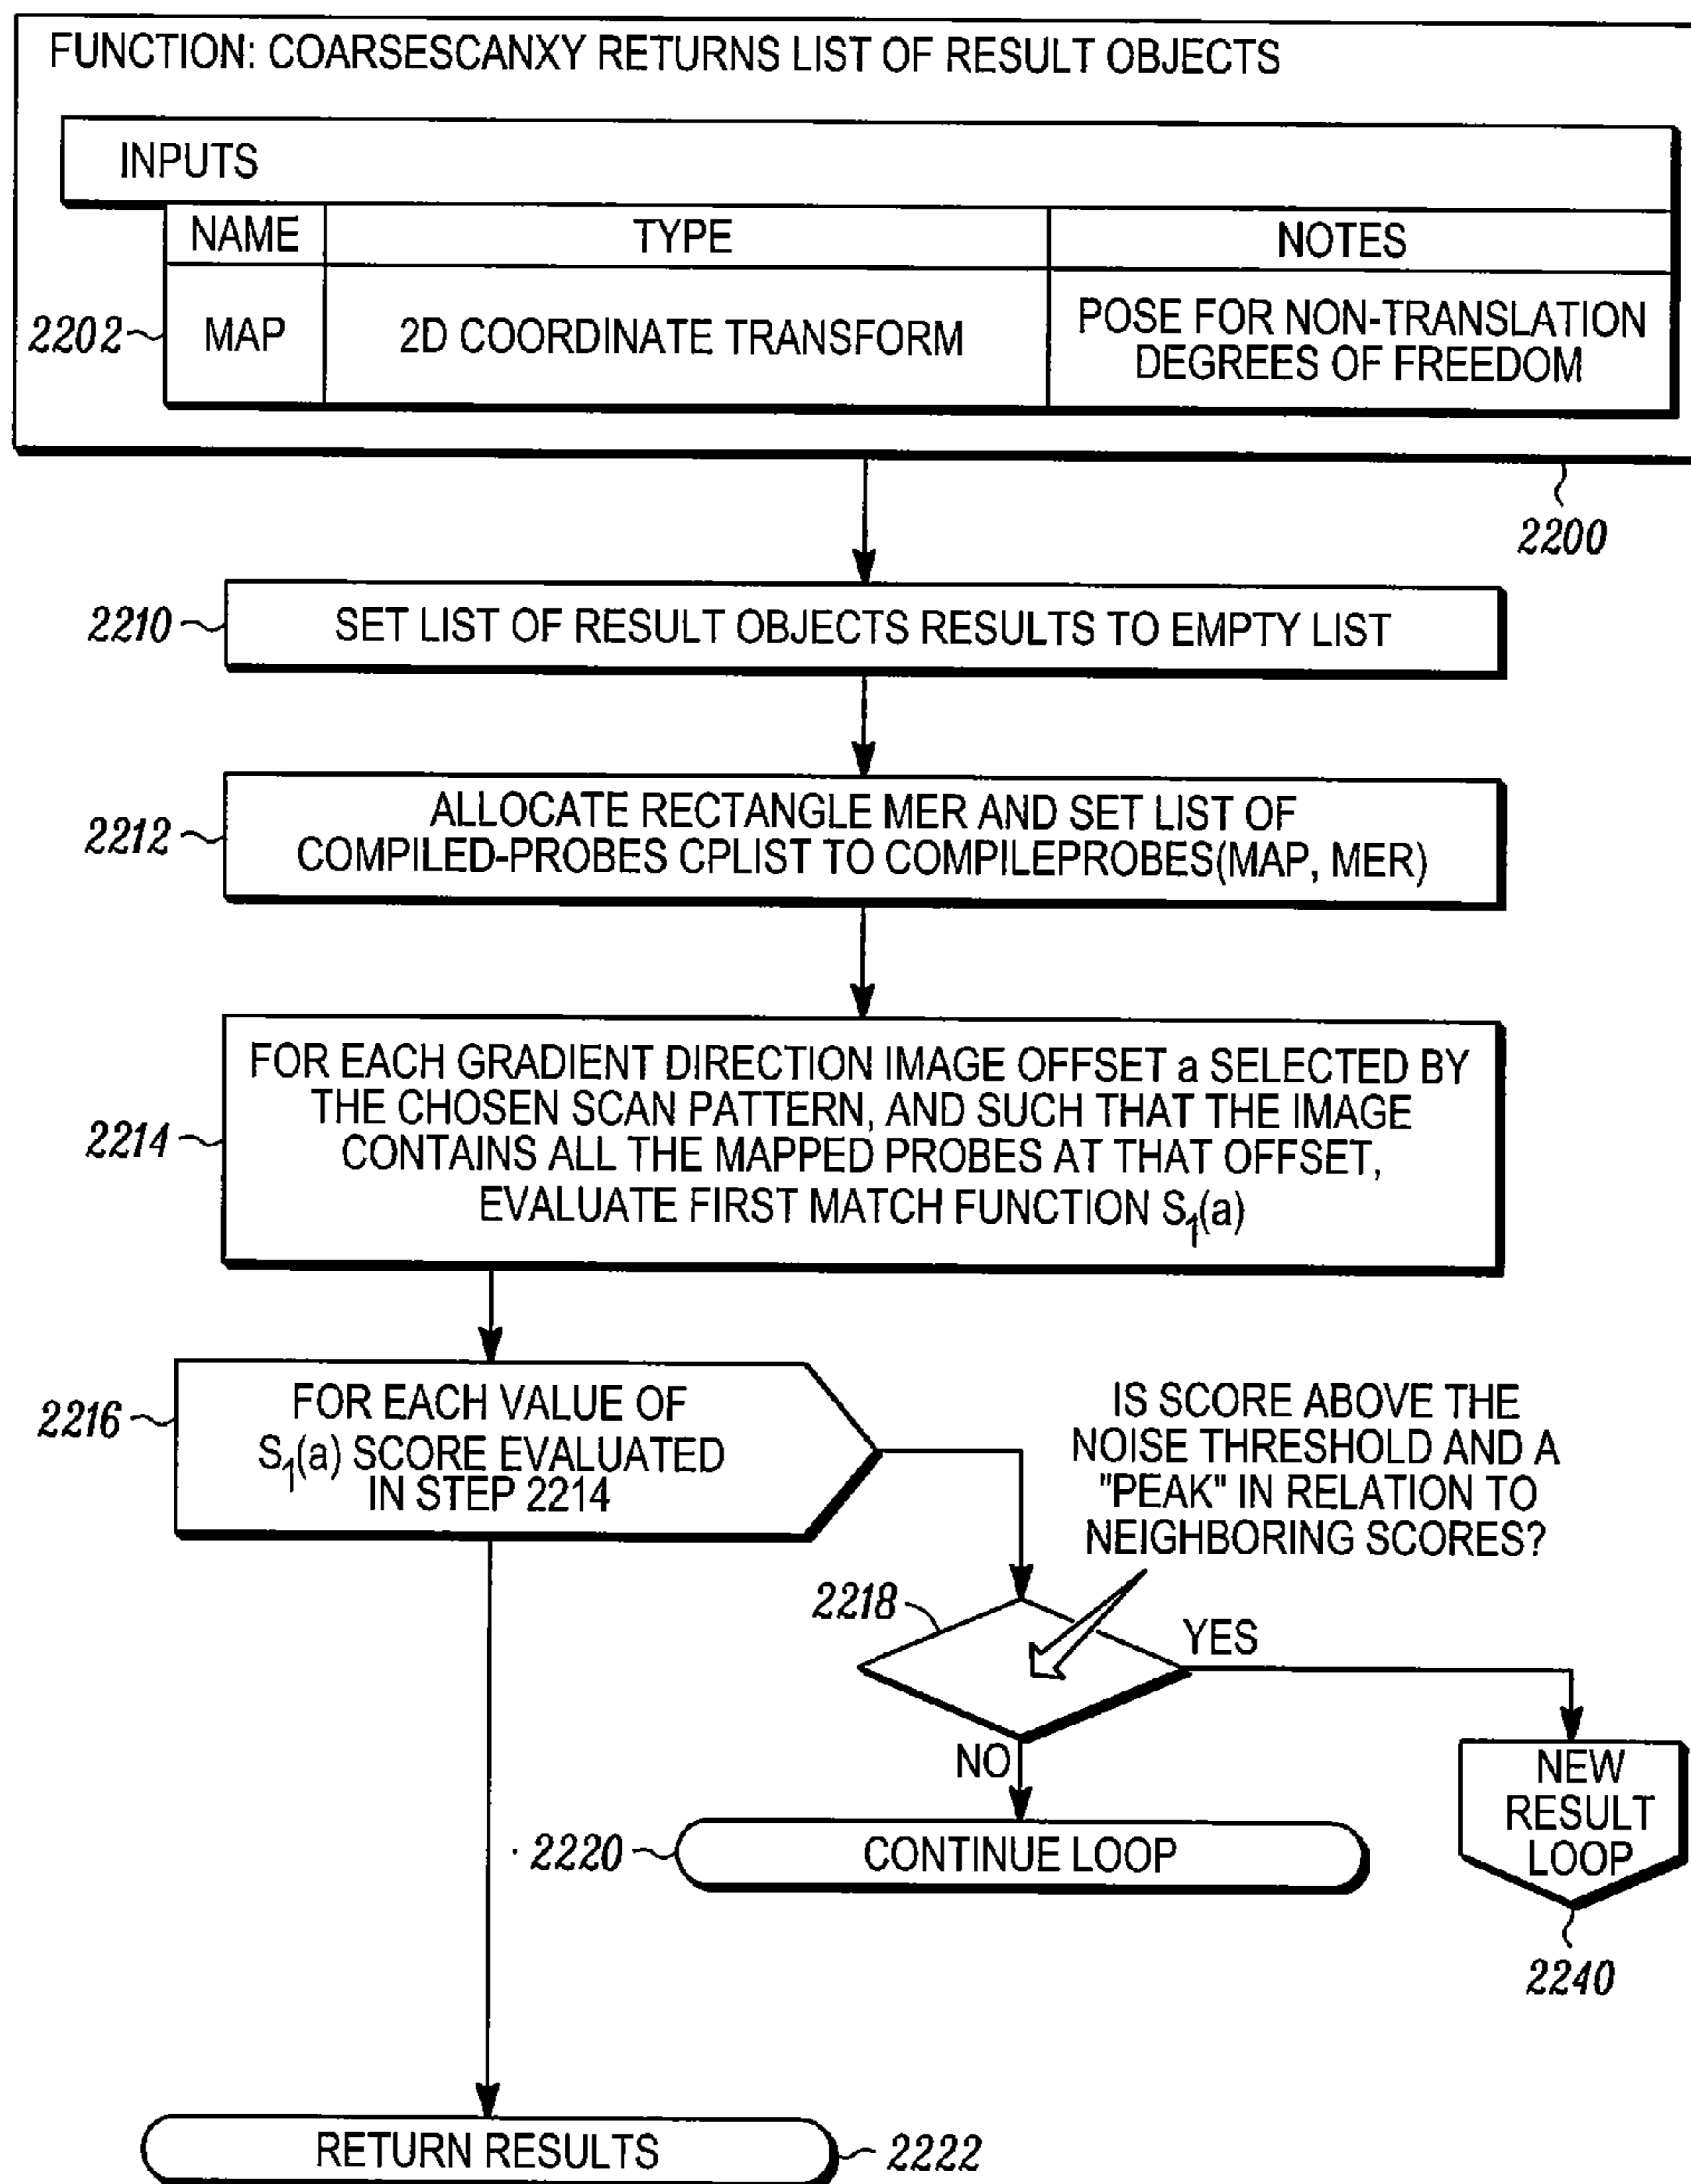 FUNCTION: COARSESCANXY RETURNS LIST OF RESULT OBJECTS
INPUTS
NAME TYPE NOTES
2202 MAP 2D COORDINATE TRANSFORM POSE FOR NON-TRANSLATION
DEGREES OF FREEDOM
2200
2210 SET LIST OF RESULT OBJECTS RESULTS TO EMPTY LIST
2212 ALLOCATE RECTANGLE MER AND SET LIST OF
COMPILED-PROBES CPLIST TO COMPILEPROBES(MAP, MER)
2214 FOR EACH GRADIENT DIRECTION IMAGE OFFSET a SELECTED BY
THE CHOSEN SCAN PATTERN, AND SUCH THAT THE IMAGE
CONTAINS ALL THE MAPPED PROBES AT THAT OFFSET,
EVALUATE FIRST MATCH FUNCTION S₁(a)
2216 FOR EACH VALUE OF
S₁(a) SCORE EVALUATED
IN STEP 2214
IS SCORE ABOVE THE
NOISE THRESHOLD AND A
"PEAK" IN RELATION TO
NEIGHBORING SCORES?
2218
YES
NO
NEW
RESULT
LOOP
2220 CONTINUE LOOP
2240
RETURN RESULTS 2222